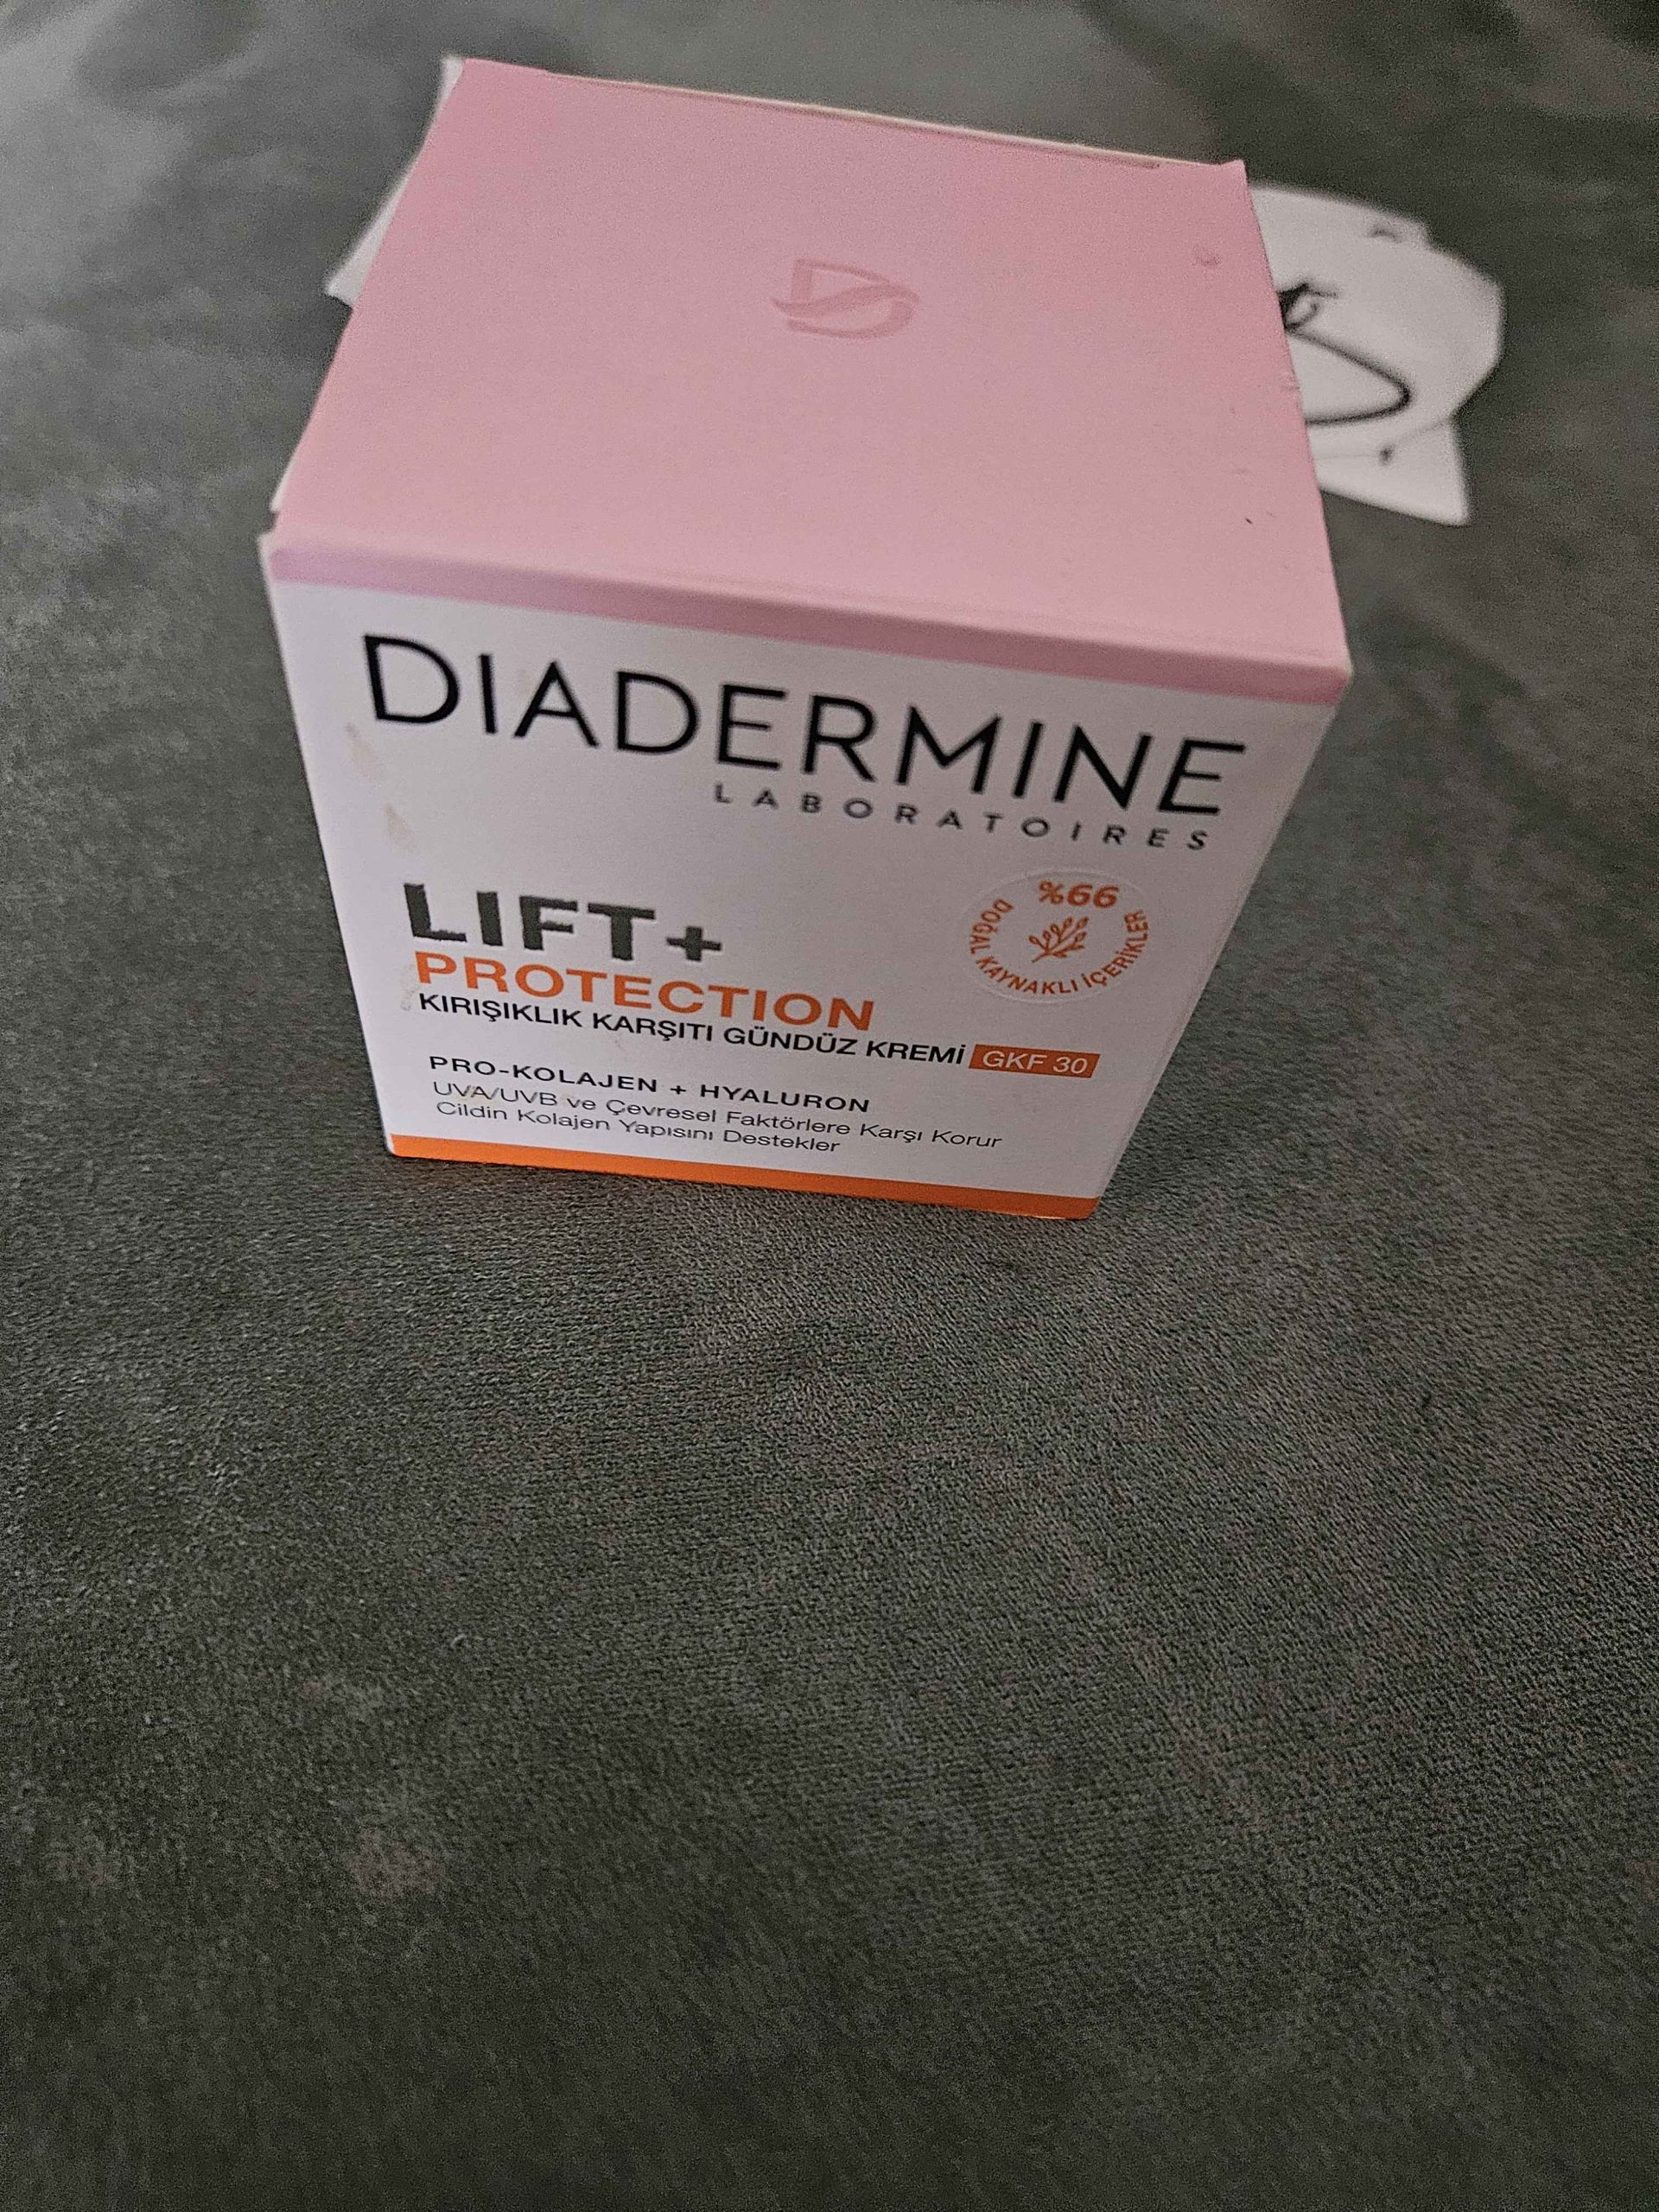 DIADERMINE
LABORATOIRES
%66
DOĞAL KAYNAKLI İÇERİKLER
LIFT+
PROTECTION
KIRIŞIKLIK KARŞITI GÜNDÜZ KREMİ GKF 30
PRO-KOLAJEN + HYALURON
UVA/UVB ve Çevresel Faktörlere Karşı Korur
Cildin Kolajen Yapısını Destekler